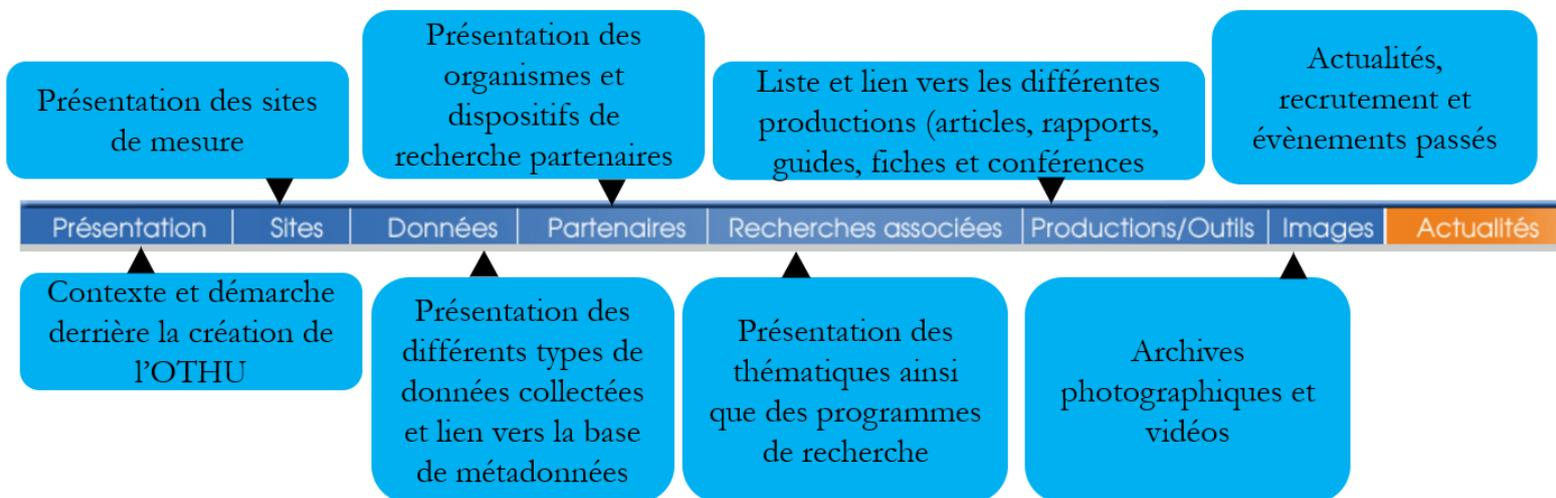 Présentation des sites
de mesure
Présentation des
organismes et
dispositifs de
recherche partenaires
Liste et lien vers les différentes
productions (articles, rapports,
guides, fiches et conférences
Actualités,
recrutement et
évènements passés
Présentation Sites Données Partenaires Recherches associées Productions/Outils Images Actualités
Contexte et démarche
derrière la création de
l’OTHU
Présentation des
différents types de
données collectées
et lien vers la base
de métadonnées
Présentation des
thématiques ainsi
que des programmes
de recherche
Archives
photographiques et
vidéos